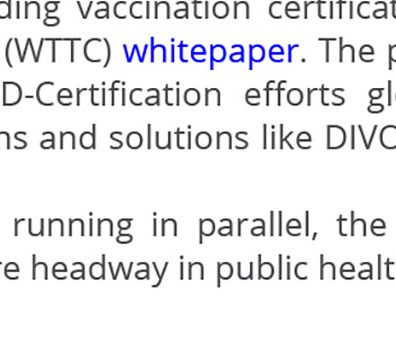 ding vaccination certificat
(WTTC) whitepaper. The p
D-Certification efforts gl
ns and solutions like DIVO
running in parallel, the
re headway in public healt